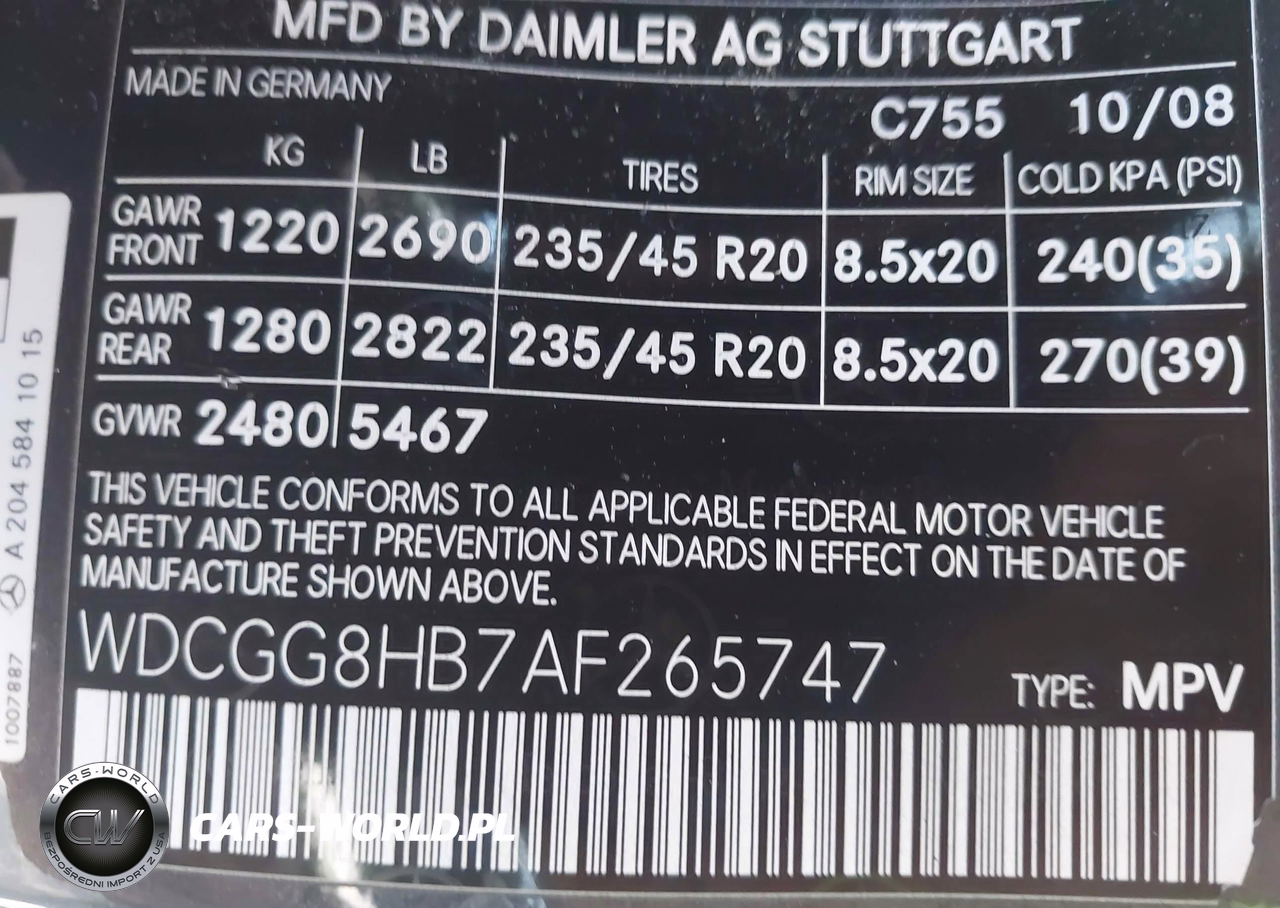 MFD BY DAIMLER AG STUTTGART
MADE IN GERMANY
C755 10/08
KG LB TIRES RIM SIZE COLD KPA (PSI)
GAWR FRONT 1220 2690 235/45 R20 8.5x20 240(35)
GAWR REAR 1280 2822 235/45 R20 8.5x20 270(39)
GVWR 2480 5467
THIS VEHICLE CONFORMS TO ALL APPLICABLE FEDERAL MOTOR VEHICLE
SAFETY AND THEFT PREVENTION STANDARDS IN EFFECT ON THE DATE OF
MANUFACTURE SHOWN ABOVE.
WDCGG8HB7AF265747
TYPE: MPV
A 204 584 10 15
1007887
CARS-WORLD
CW
BEZPOŚREDNI IMPORT Z USA
CARS-WORLD.PL